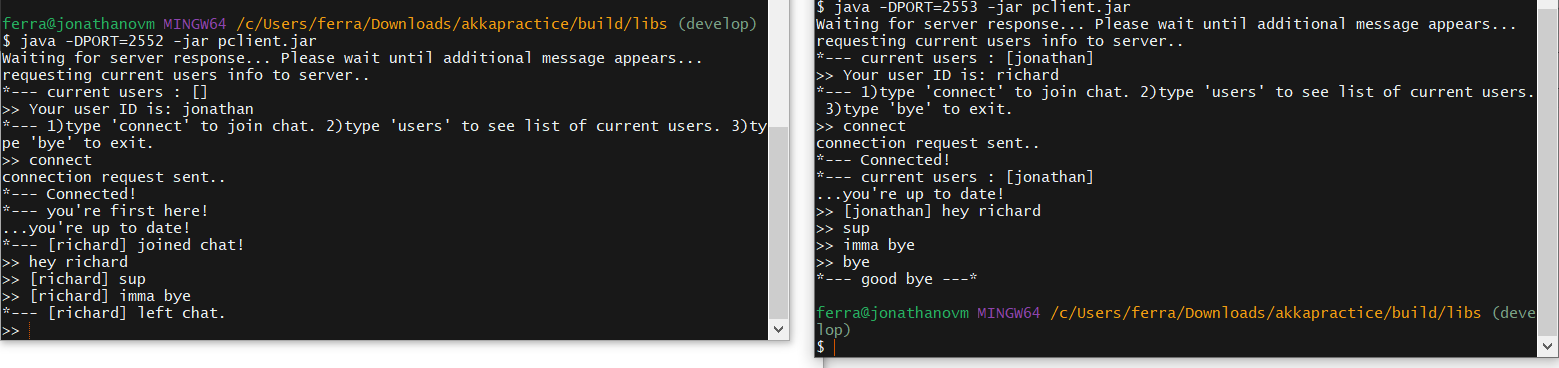 ferra@jonathanovm MINGW64 /c/Users/ferra/Downloads/akkapractice/build/libs (develop)
$ java -DPORT=2552 -jar pclient.jar
Waiting for server response... Please wait until additional message appears...
requesting current users info to server..
*--- current users : []
>> Your user ID is: jonathan
*--- 1)type 'connect' to join chat. 2)type 'users' to see list of current users. 3)ty
pe 'bye' to exit.
>> connect
connection request sent..
*--- Connected!
*--- you're first here!
...you're up to date!
*--- [richard] joined chat!
>> hey richard
>> [richard] sup
>> [richard] imma bye
*--- [richard] left chat.
>>
$ java -DPORT=2553 -jar pclient.jar
Waiting for server response... Please wait until additional message appears...
requesting current users info to server..
*--- current users : [jonathan]
>> Your user ID is: richard
*--- 1)type 'connect' to join chat. 2)type 'users' to see list of current users.
 3)type 'bye' to exit.
>> connect
connection request sent..
*--- Connected!
*--- current users : [jonathan]
...you're up to date!
>> [jonathan] hey richard
>> sup
>> imma bye
>> bye
*--- good bye ---*
ferra@jonathanovm MINGW64 /c/Users/ferra/Downloads/akkapractice/build/libs (deve
lop)
$